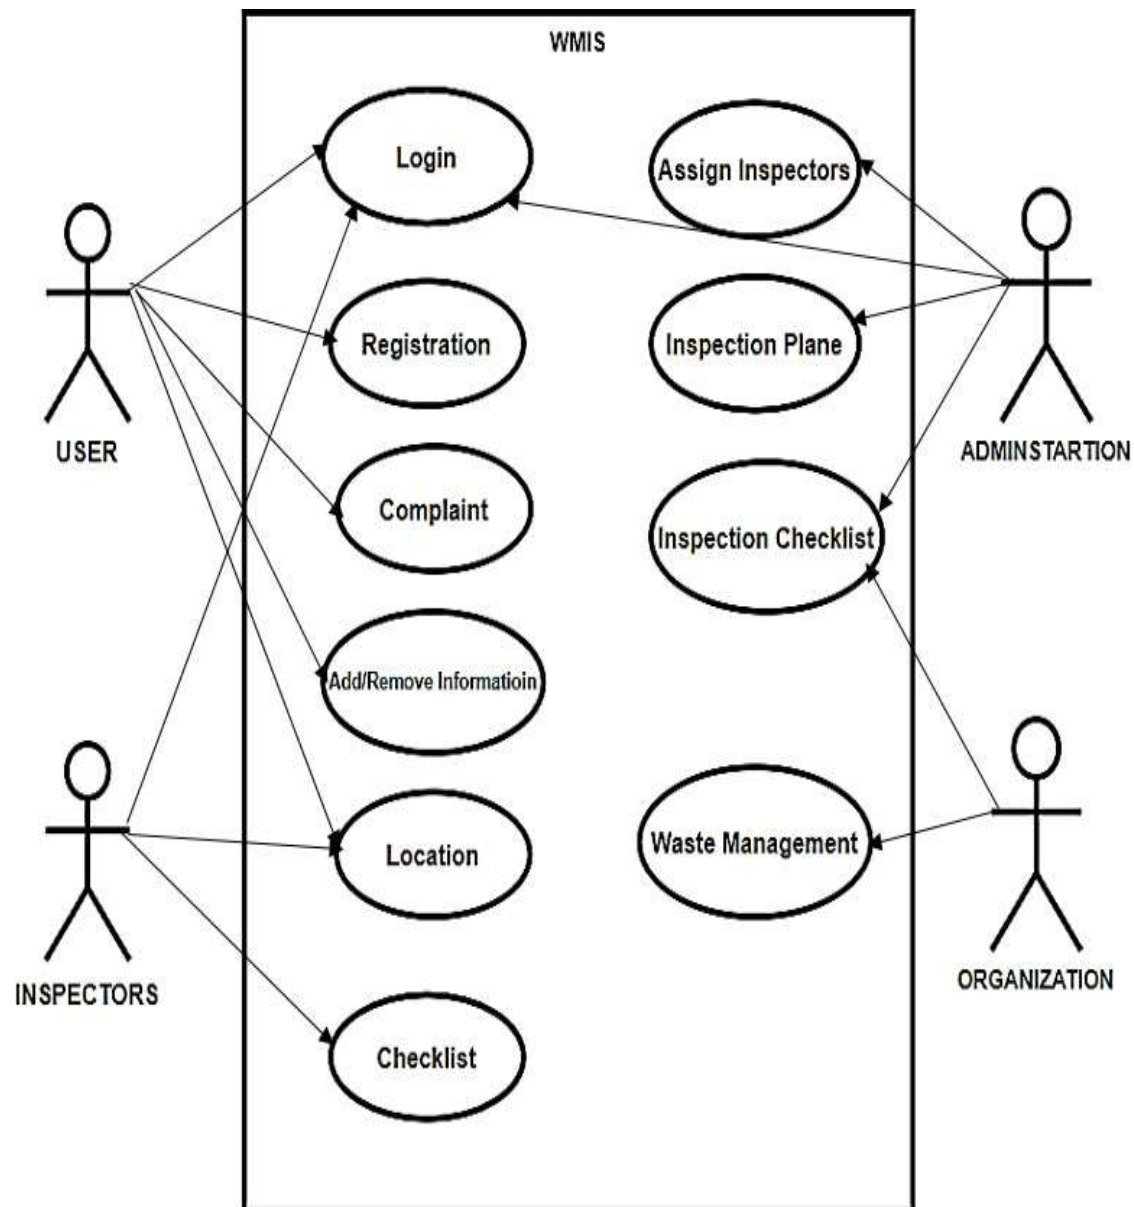 WMIS
Login
Assign Inspectors
Registration
Inspection Plane
USER
ADMINSTARTION
Complaint
Inspection Checklist
Add/Remove Informatioin
Location
Waste Management
INSPECTORS
ORGANIZATION
Checklist